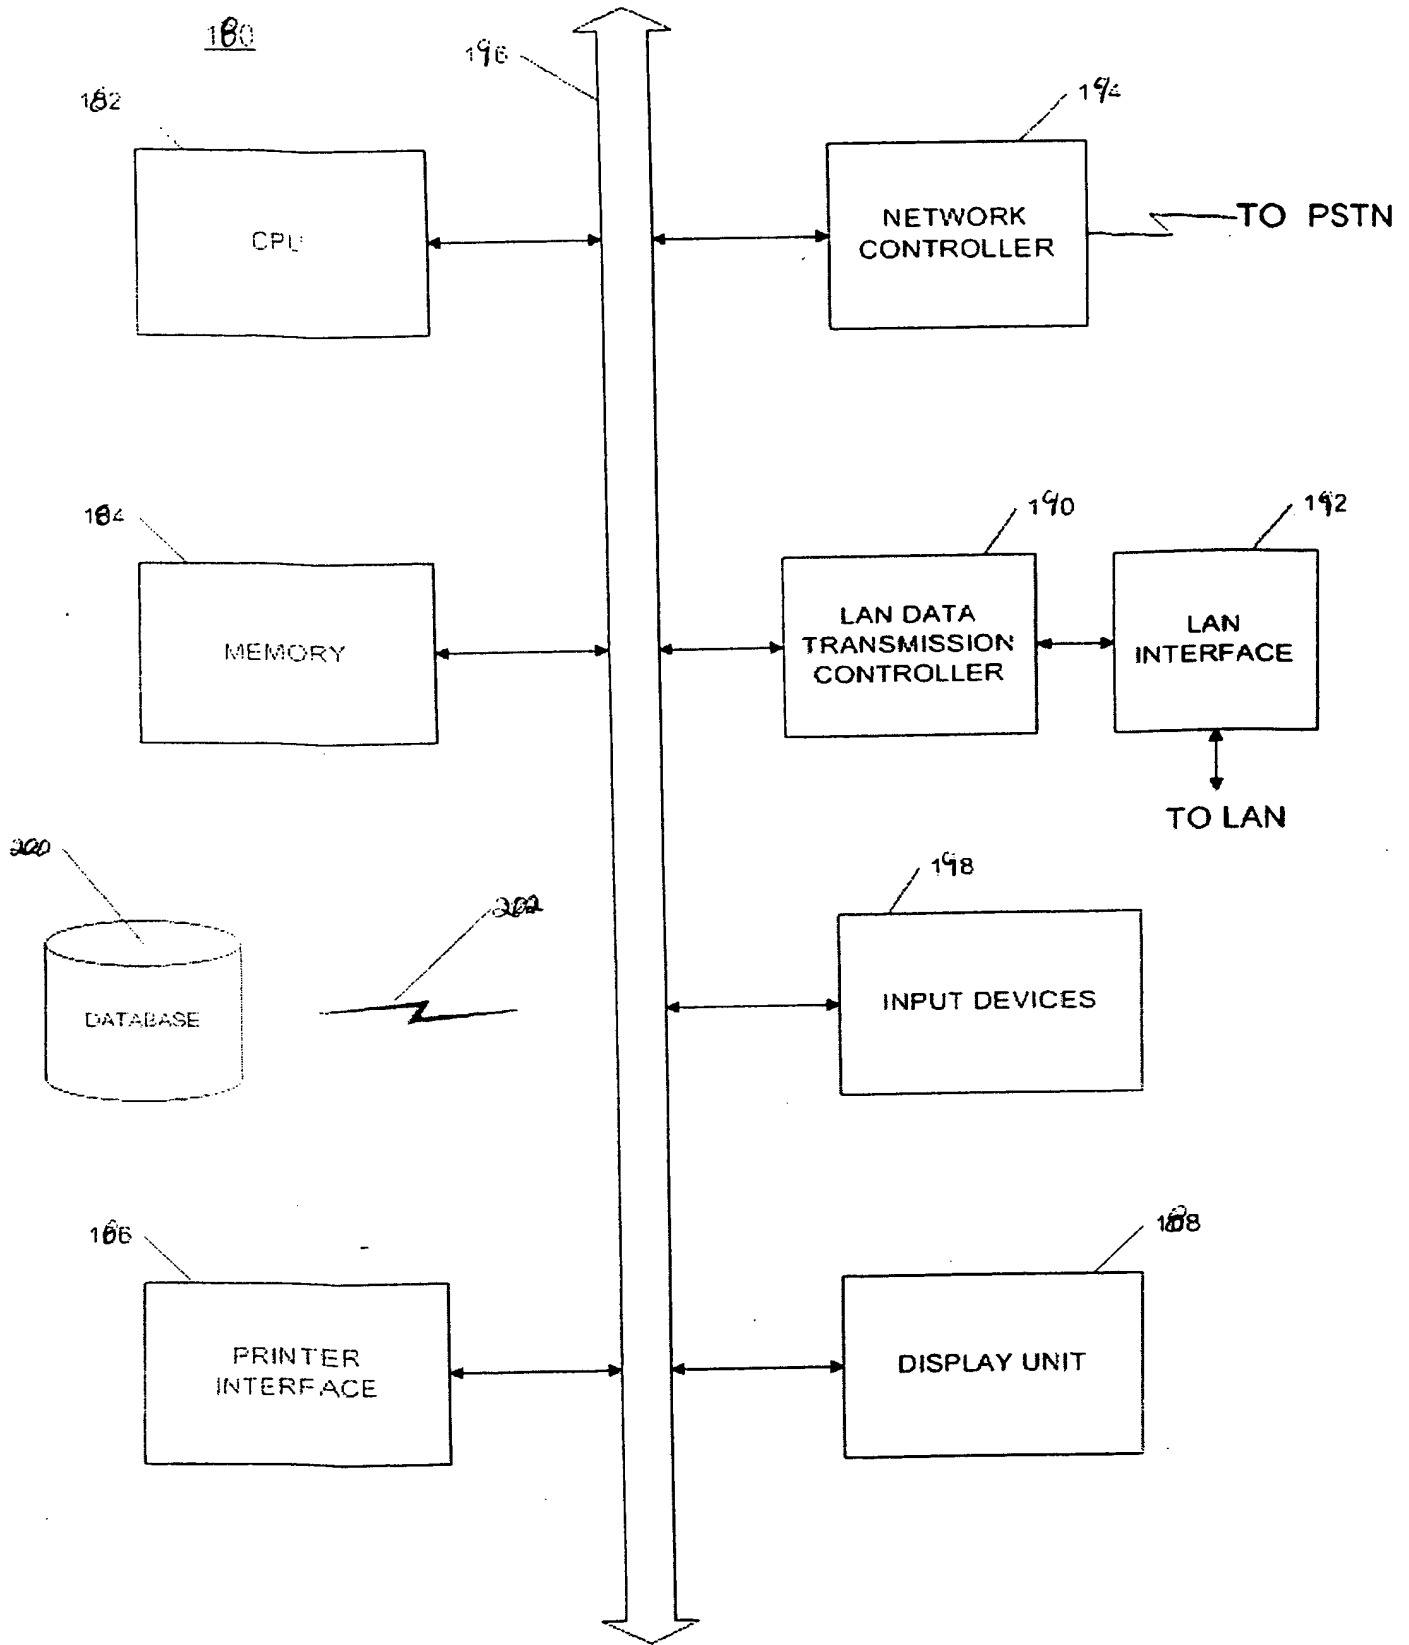 180
196
182
194
CPU
NETWORK
CONTROLLER
TO PSTN
184
190
192
MEMORY
LAN DATA
TRANSMISSION
CONTROLLER
LAN
INTERFACE
TO LAN
200
202
198
DATABASE
INPUT DEVICES
186
188
PRINTER
INTERFACE
DISPLAY UNIT